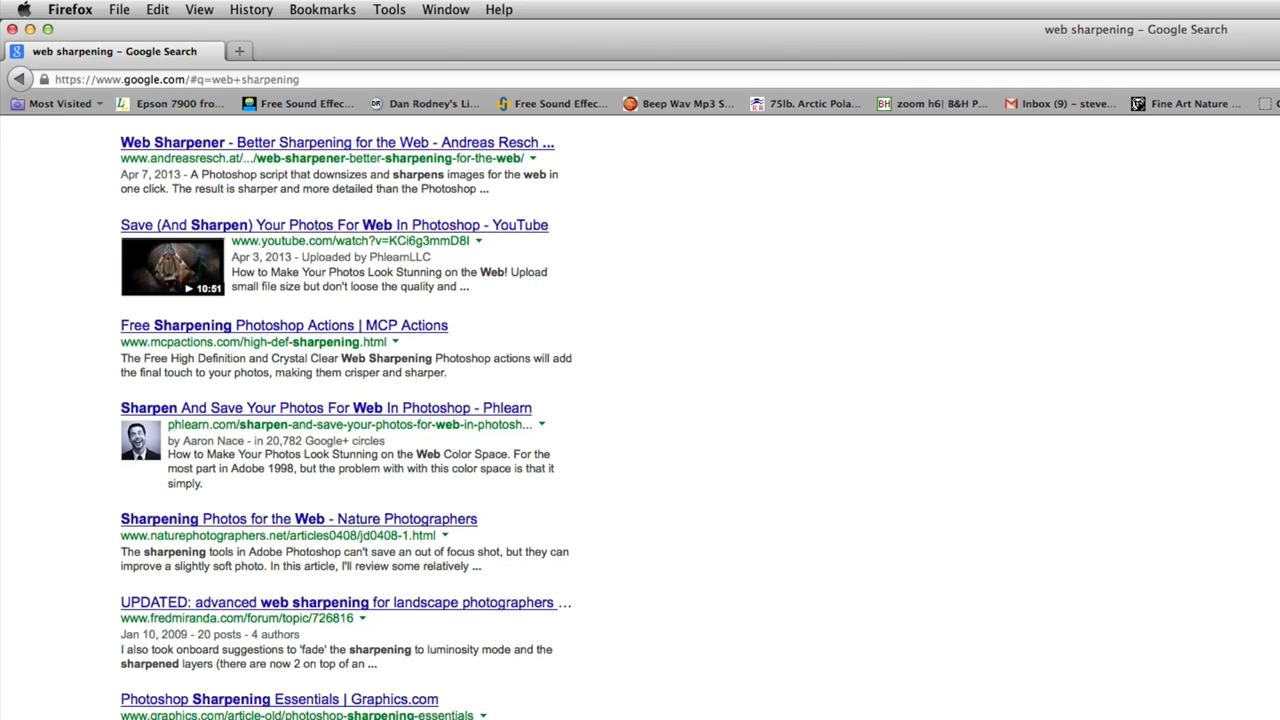 Firefox File Edit View History Bookmarks Tools Window Help
web sharpening – Google Search
web sharpening – Google Search
https://www.google.com/#q=web+sharpening
Most Visited Epson 7900 fro... Free Sound Effec... Dan Rodney's Li... Free Sound Effec... Beep Wav Mp3 S... 75lb. Arctic Pola... zoom h6| B&H P... Inbox (9) – steve... Fine Art Nature ...
Web Sharpener - Better Sharpening for the Web - Andreas Resch ...
www.andreasresch.at/.../web-sharpener-better-sharpening-for-the-web/
Apr 7, 2013 - A Photoshop script that downsizes and sharpens images for the web in
one click. The result is sharper and more detailed than the Photoshop ...
Save (And Sharpen) Your Photos For Web In Photoshop - YouTube
www.youtube.com/watch?v=KCi6g3mmD8I
Apr 3, 2013 - Uploaded by PhlearnLLC
How to Make Your Photos Look Stunning on the Web! Upload
small file size but don't loose the quality and ...
10:51
Free Sharpening Photoshop Actions | MCP Actions
www.mcpactions.com/high-def-sharpening.html
The Free High Definition and Crystal Clear Web Sharpening Photoshop actions will add
the final touch to your photos, making them crisper and sharper.
Sharpen And Save Your Photos For Web In Photoshop - Phlearn
phlearn.com/sharpen-and-save-your-photos-for-web-in-photosh...
by Aaron Nace - in 20,782 Google+ circles
How to Make Your Photos Look Stunning on the Web Color Space. For the
most part in Adobe 1998, but the problem with with this color space is that it
simply.
Sharpening Photos for the Web - Nature Photographers
www.naturephotographers.net/articles0408/jd0408-1.html
The sharpening tools in Adobe Photoshop can't save an out of focus shot, but they can
improve a slightly soft photo. In this article, I'll review some relatively ...
UPDATED: advanced web sharpening for landscape photographers ...
www.fredmiranda.com/forum/topic/726816
Jan 10, 2009 - 20 posts - 4 authors
I also took onboard suggestions to 'fade' the sharpening to luminosity mode and the
sharpened layers (there are now 2 on top of an ...
Photoshop Sharpening Essentials | Graphics.com
www.graphics.com/article-old/photoshop-sharpening-essentials